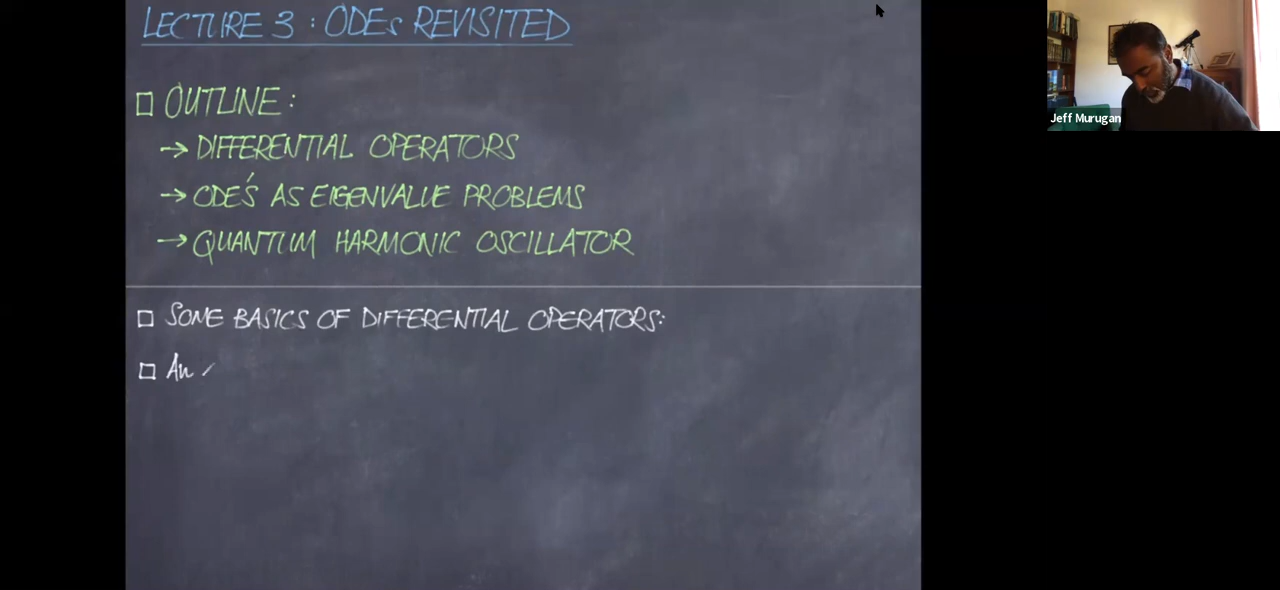 LECTURE 3 : ODEs REVISITED
□ OUTLINE :
→ DIFFERENTIAL OPERATORS
→ ODE'S AS EIGENVALUE PROBLEMS
→ QUANTUM HARMONIC OSCILLATOR
□ SOME BASICS OF DIFFERENTIAL OPERATORS:
□ An
Jeff Murugan